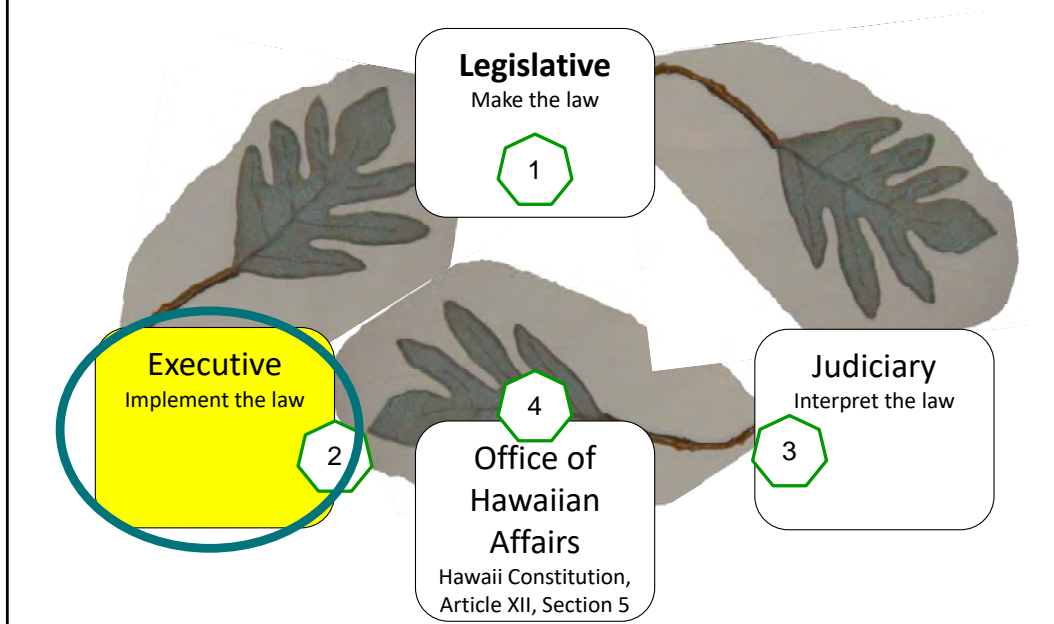 Legislative
Make the law
1
Executive
Implement the law
2
4
Office of
Hawaiian
Affairs
Hawaii Constitution,
Article XII, Section 5
Judiciary
Interpret the law
3